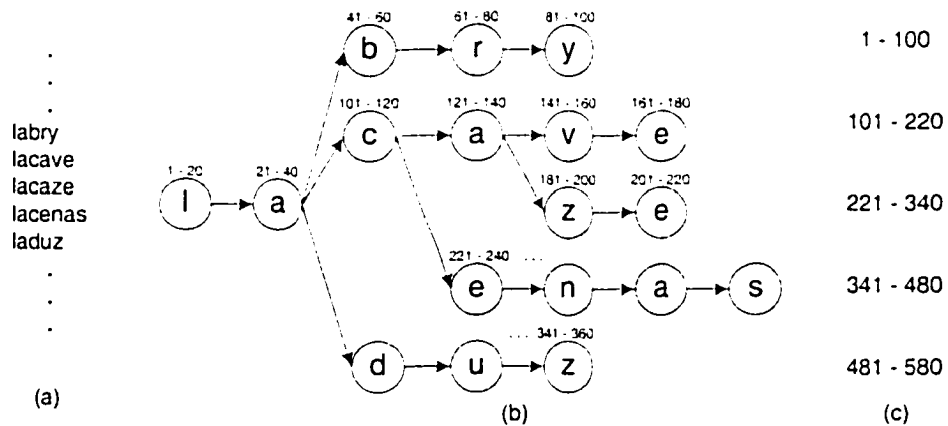 41 - 60 61 - 80 81 - 100
b r y 1 - 100
101 - 120 121 - 140 141 - 160 161 - 180
c a v e 101 - 220
labry
lacave
lacaze
lacenas
laduz
1 - 20 21 - 40 181 - 200 201 - 220
l a z e 221 - 340
221 - 240 ...
e n a s 341 - 480
... 341 - 360
d u z 481 - 580
(a) (b) (c)